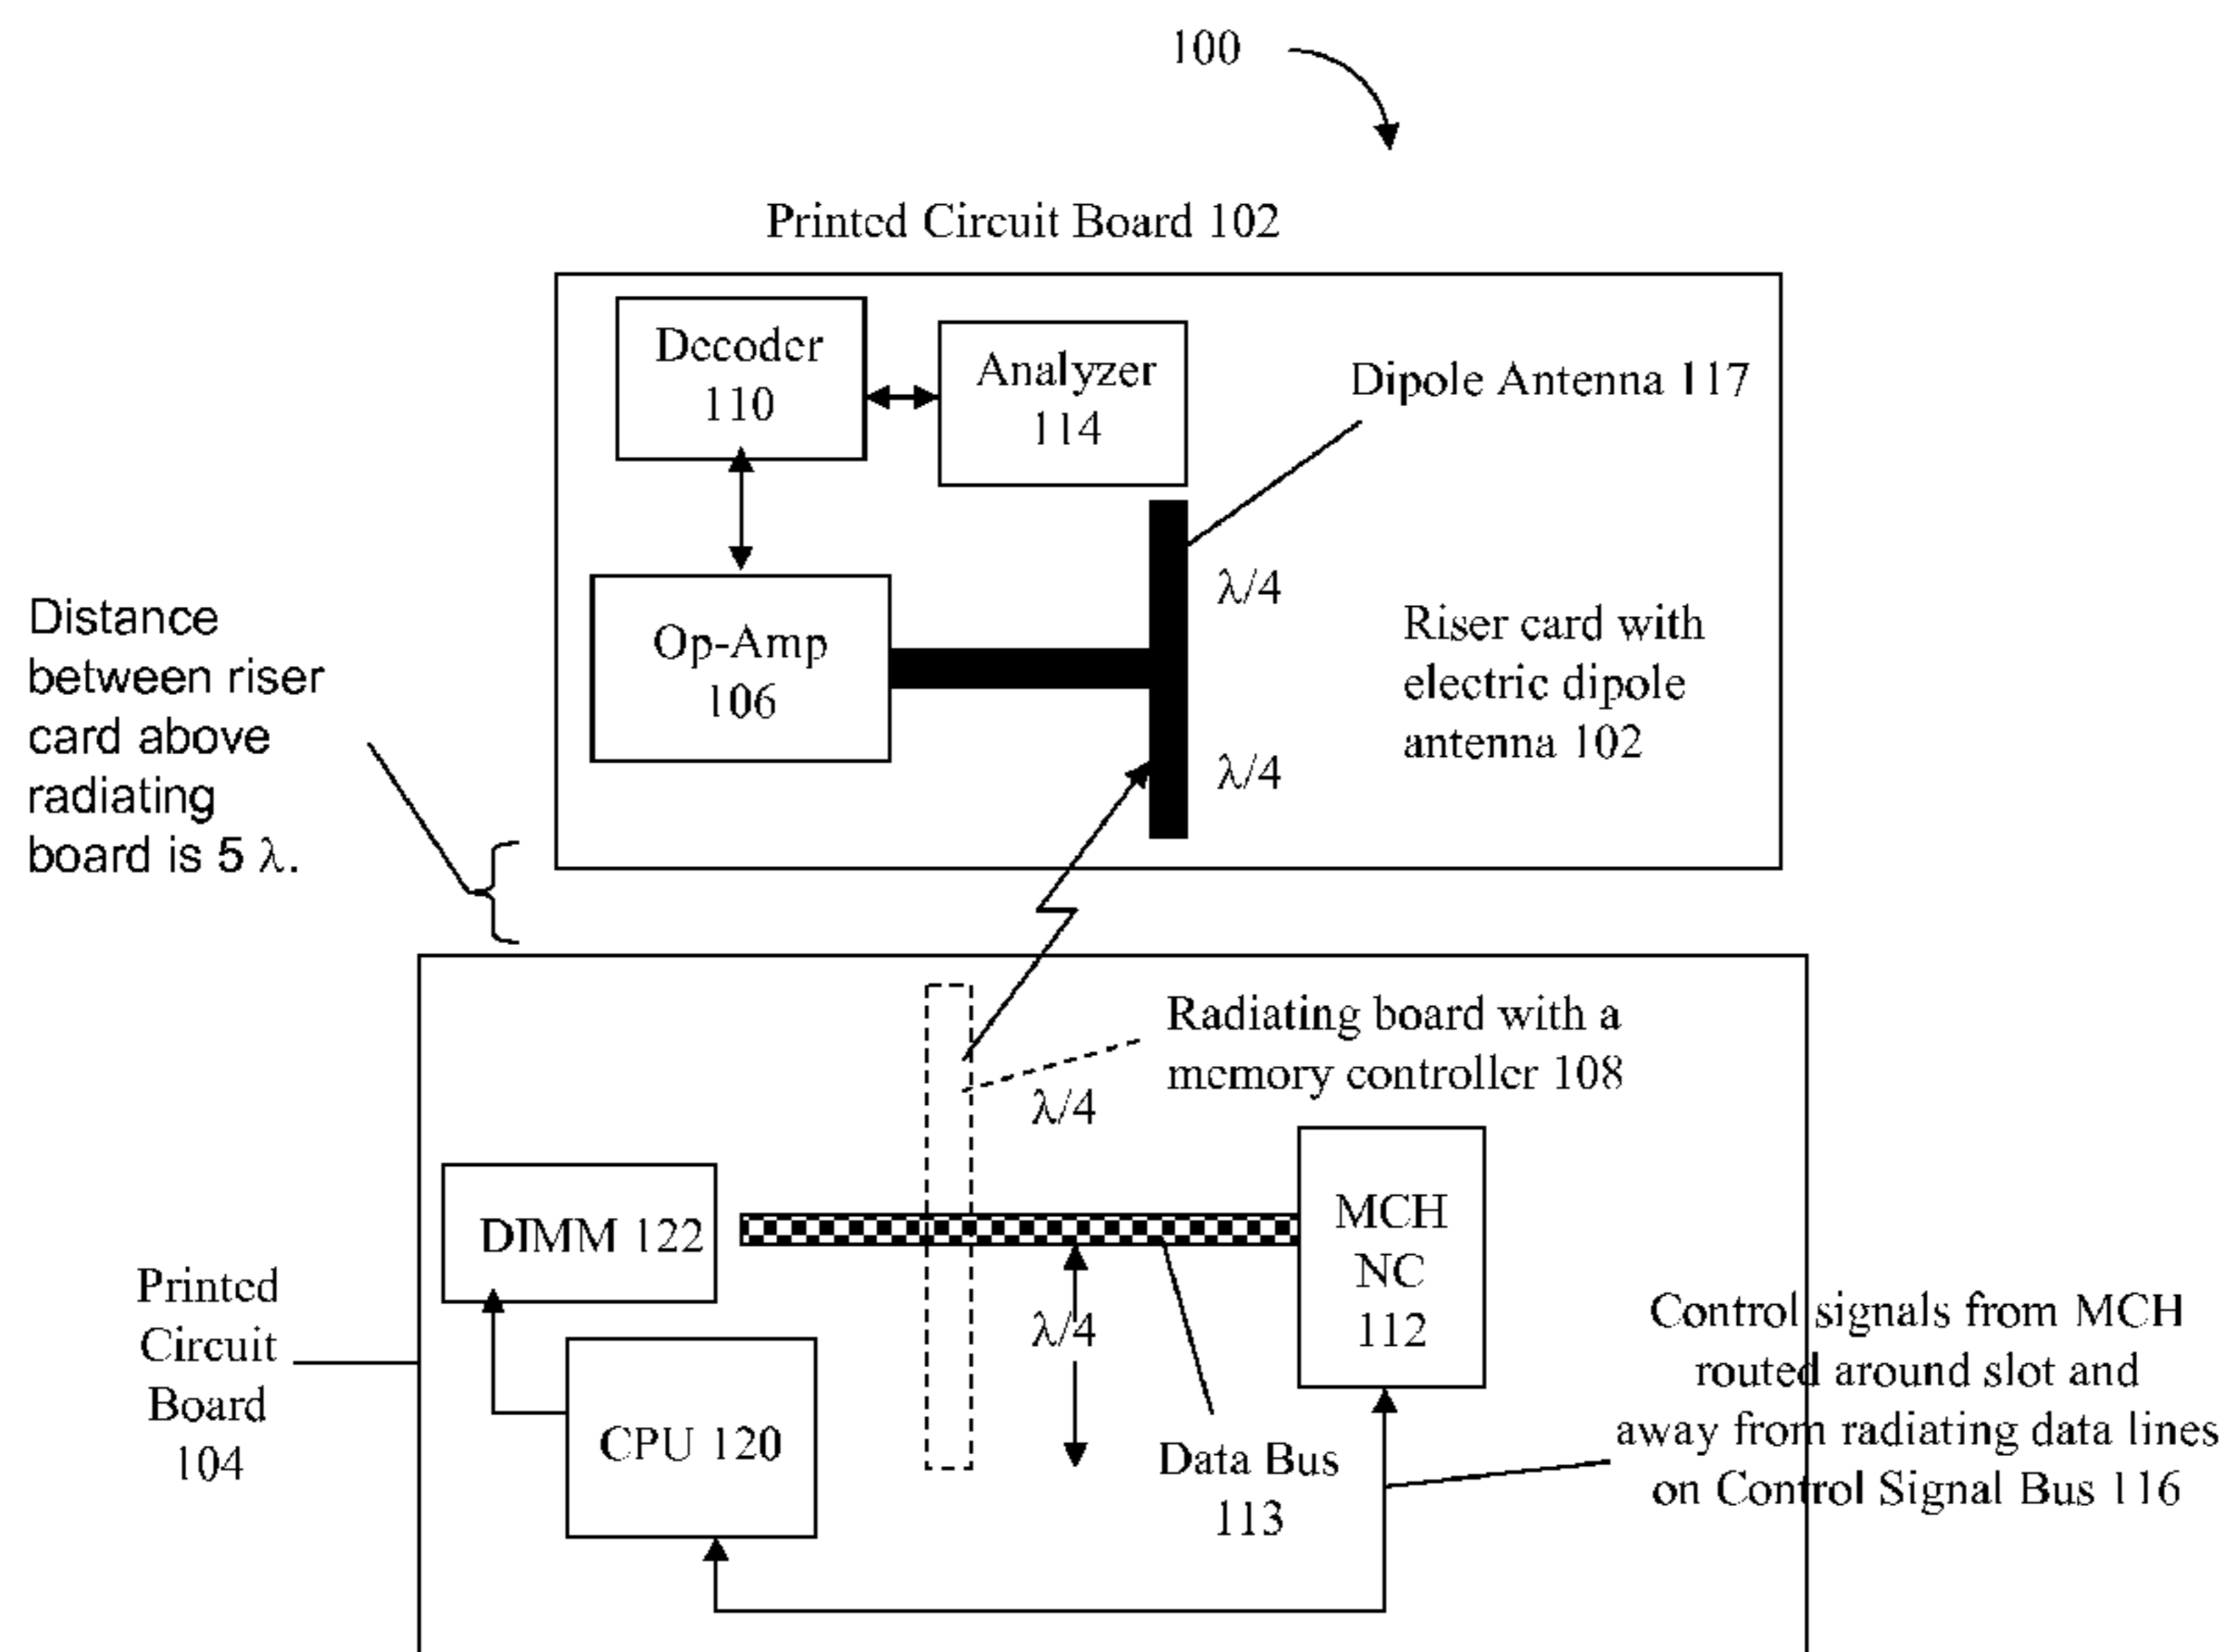 100
Printed Circuit Board 102
Decoder
110
Analyzer
114
Dipole Antenna 117
λ/4
Op-Amp
106
Riser card with
electric dipole
antenna 102
λ/4
Distance
between riser
card above
radiating
board is 5 λ.
Radiating board with a
memory controller 108
λ/4
DIMM 122
MCH
NC
112
λ/4
CPU 120
Data Bus
113
Printed
Circuit
Board
104
Control signals from MCH
routed around slot and
away from radiating data lines
on Control Signal Bus 116